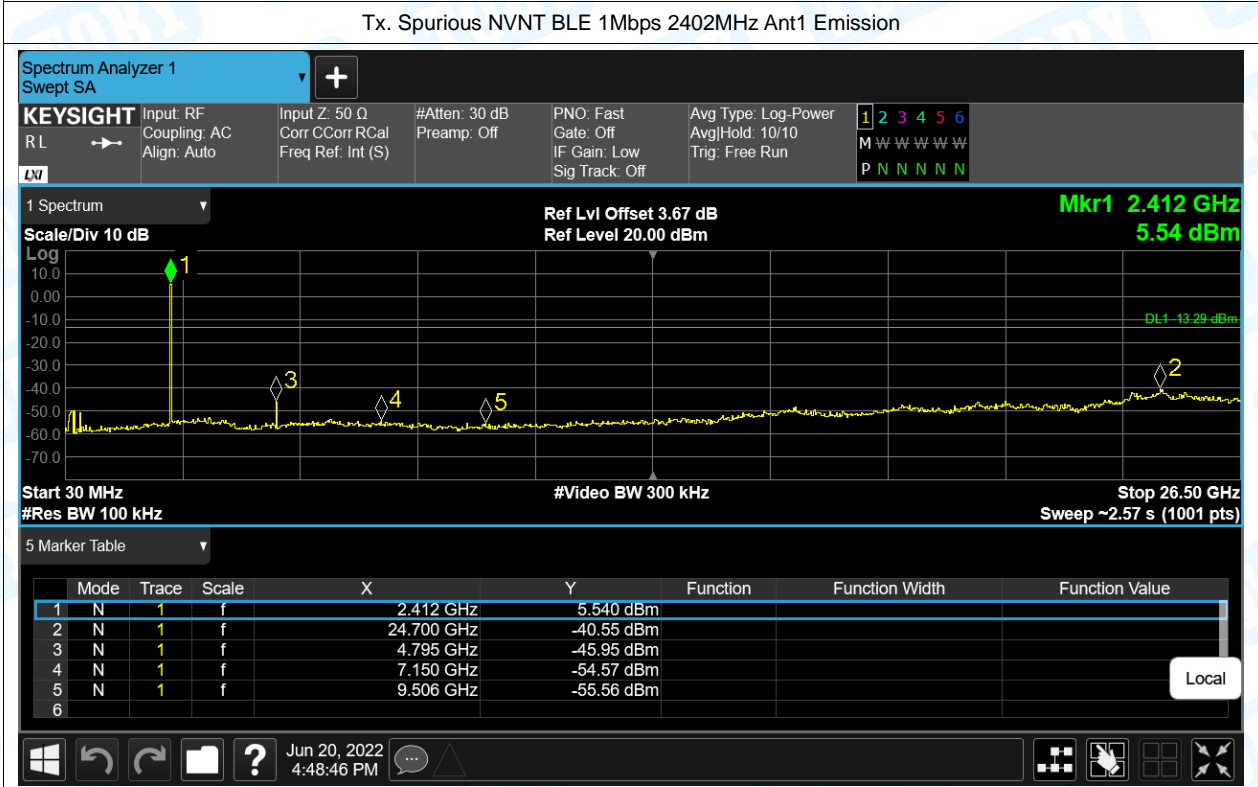 Tx. Spurious NVNT BLE 1Mbps 2402MHz Ant1 Emission
Spectrum Analyzer 1
Swept SA
+
KEYSIGHT
R L
LXI
Input: RF
Coupling: AC
Align: Auto
Input Z: 50 Ω
Corr CCorr RCal
Freq Ref: Int (S)
#Atten: 30 dB
Preamp: Off
PNO: Fast
Gate: Off
IF Gain: Low
Sig Track: Off
Avg Type: Log-Power
Avg|Hold: 10/10
Trig: Free Run
1 2 3 4 5 6
M W W W W W
P N N N N N
1 Spectrum
Scale/Div 10 dB
Ref Lvl Offset 3.67 dB
Ref Level 20.00 dBm
Mkr1 2.412 GHz
5.54 dBm
Log
10.0
0.00
-10.0
-20.0
-30.0
-40.0
-50.0
-60.0
-70.0
1
DL1 -13.29 dBm
2
3
4
5
Start 30 MHz
#Video BW 300 kHz
Stop 26.50 GHz
#Res BW 100 kHz
Sweep ~2.57 s (1001 pts)
5 Marker Table
Mode Trace Scale X Y Function Function Width Function Value
1 N 1 f 2.412 GHz 5.540 dBm
2 N 1 f 24.700 GHz -40.55 dBm
3 N 1 f 4.795 GHz -45.95 dBm
4 N 1 f 7.150 GHz -54.57 dBm
5 N 1 f 9.506 GHz -55.56 dBm
6
Local
?
Jun 20, 2022
4:48:46 PM